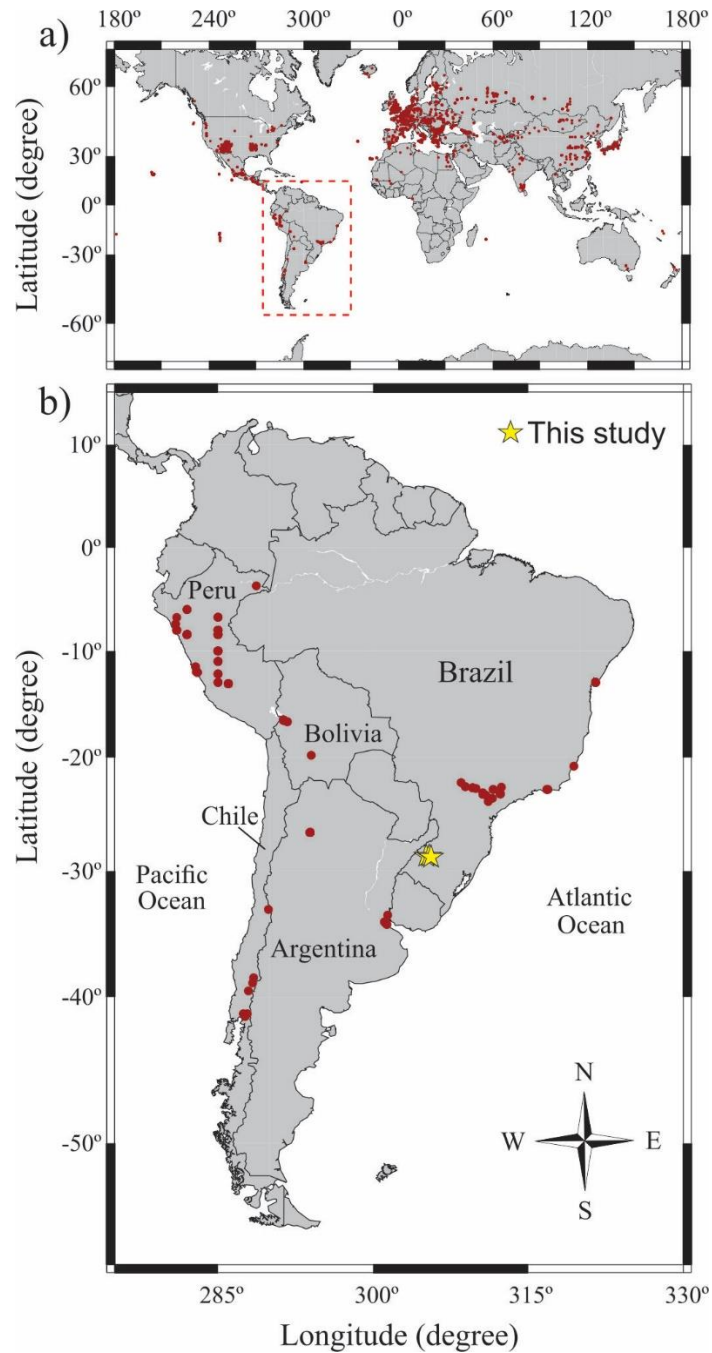 180º 240º 300º 0º 60º 120º 180º
a)
60º
30º
0º
-30º
-60º
Latitude (degree)
b)
This study
10º
0º
-10º
-20º
-30º
-40º
-50º
Latitude (degree)
Peru
Brazil
Bolivia
Chile
Pacific
Ocean
Atlantic
Ocean
Argentina
N
W E
S
285º 300º 315º 330º
Longitude (degree)